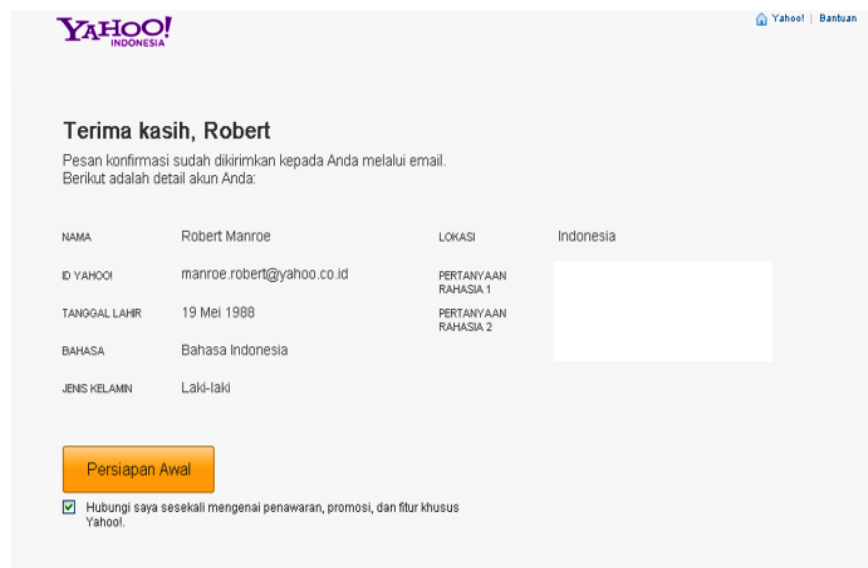 YAHOO!
INDONESIA
Yahoo! | Bantuan
Terima kasih, Robert
Pesan konfirmasi sudah dikirimkan kepada Anda melalui email.
Berikut adalah detail akun Anda:
NAMA Robert Manroe
ID YAHOO! manroe.robert@yahoo.co.id
TANGGAL LAHIR 19 Mei 1988
BAHASA Bahasa Indonesia
JENIS KELAMIN Laki-laki
LOKASI Indonesia
PERTANYAAN
RAHASIA 1
PERTANYAAN
RAHASIA 2
Persiapan Awal
Hubungi saya sesekali mengenai penawaran, promosi, dan fitur khusus
Yahoo!.